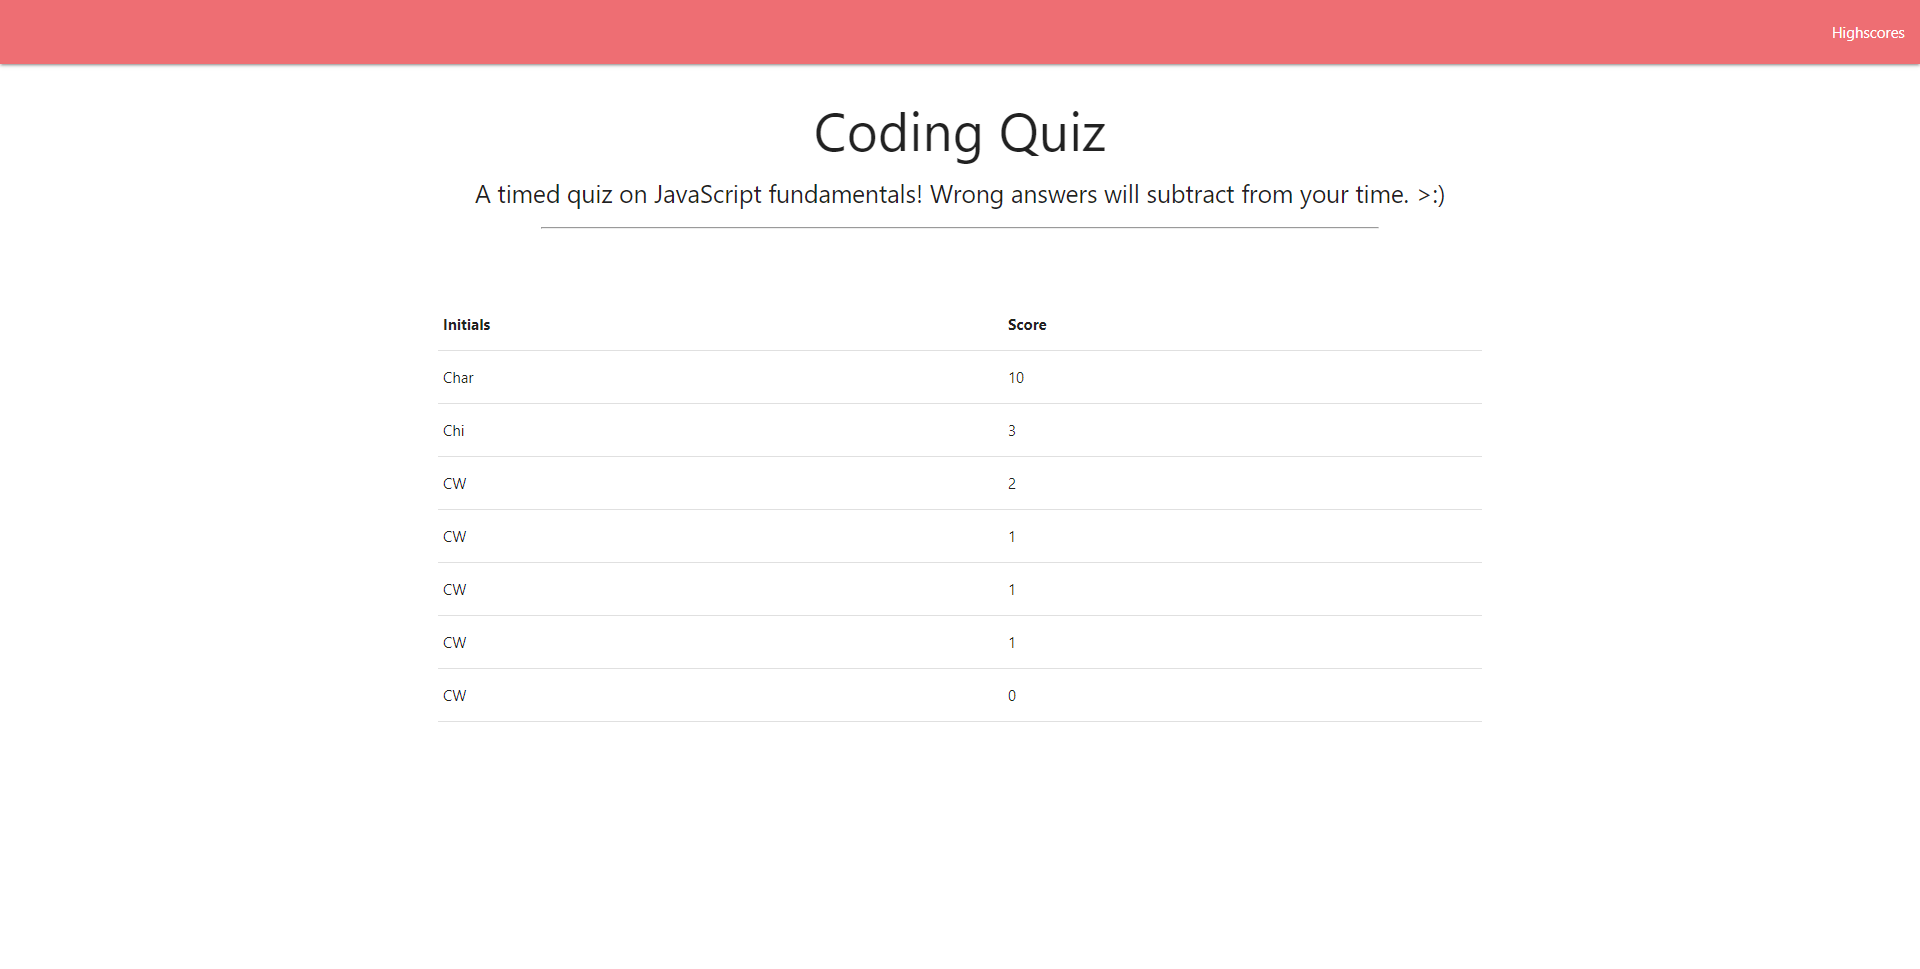 Highscores
Coding Quiz
A timed quiz on JavaScript fundamentals! Wrong answers will subtract from your time. >:)
Initials Score
Char 10
Chi 3
CW 2
CW 1
CW 1
CW 1
CW 0